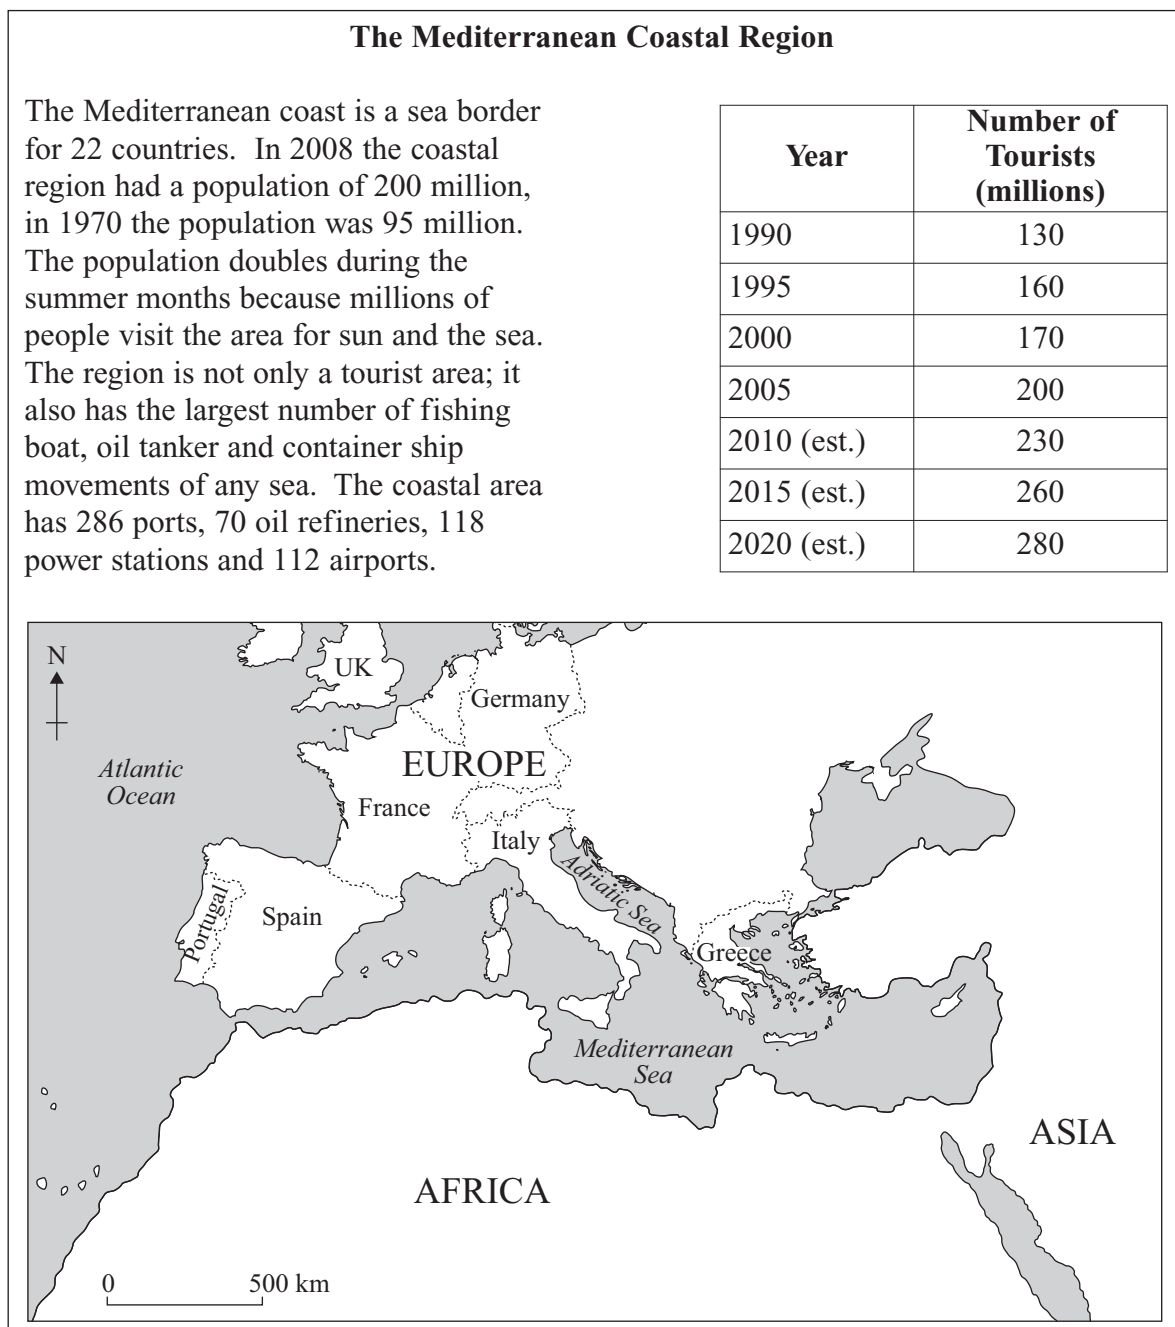 The Mediterranean Coastal Region
The Mediterranean coast is a sea border
for 22 countries. In 2008 the coastal
region had a population of 200 million,
in 1970 the population was 95 million.
The population doubles during the
summer months because millions of
people visit the area for sun and the sea.
The region is not only a tourist area; it
also has the largest number of fishing
boat, oil tanker and container ship
movements of any sea. The coastal area
has 286 ports, 70 oil refineries, 118
power stations and 112 airports.
Year
Number of
Tourists
(millions)
1990 130
1995 160
2000 170
2005 200
2010 (est.) 230
2015 (est.) 260
2020 (est.) 280
N
UK
Germany
Atlantic
Ocean
EUROPE
France
Italy
Adriatic Sea
Portugal
Spain
Greece
Mediterranean
Sea
ASIA
AFRICA
0 500 km